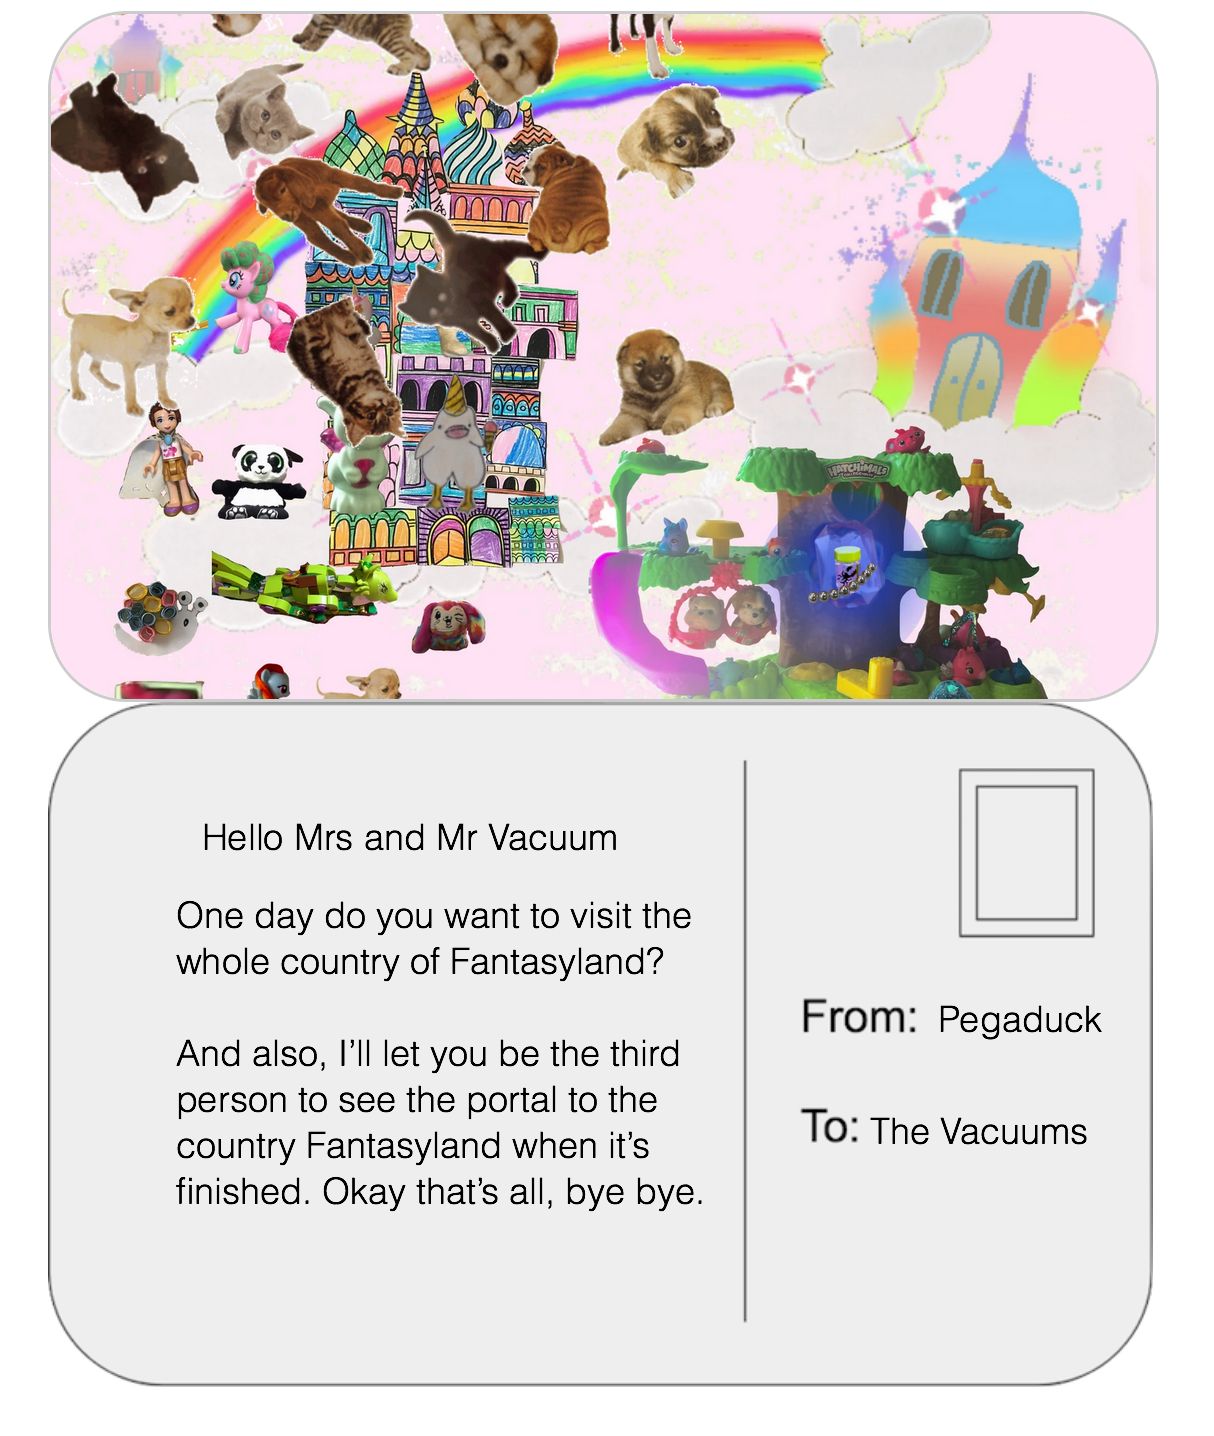 HATCHIMALS
Hello Mrs and Mr Vacuum
One day do you want to visit the
whole country of Fantasyland?
And also, I’ll let you be the third
person to see the portal to the
country Fantasyland when it’s
finished. Okay that’s all, bye bye.
From: Pegaduck
To: The Vacuums